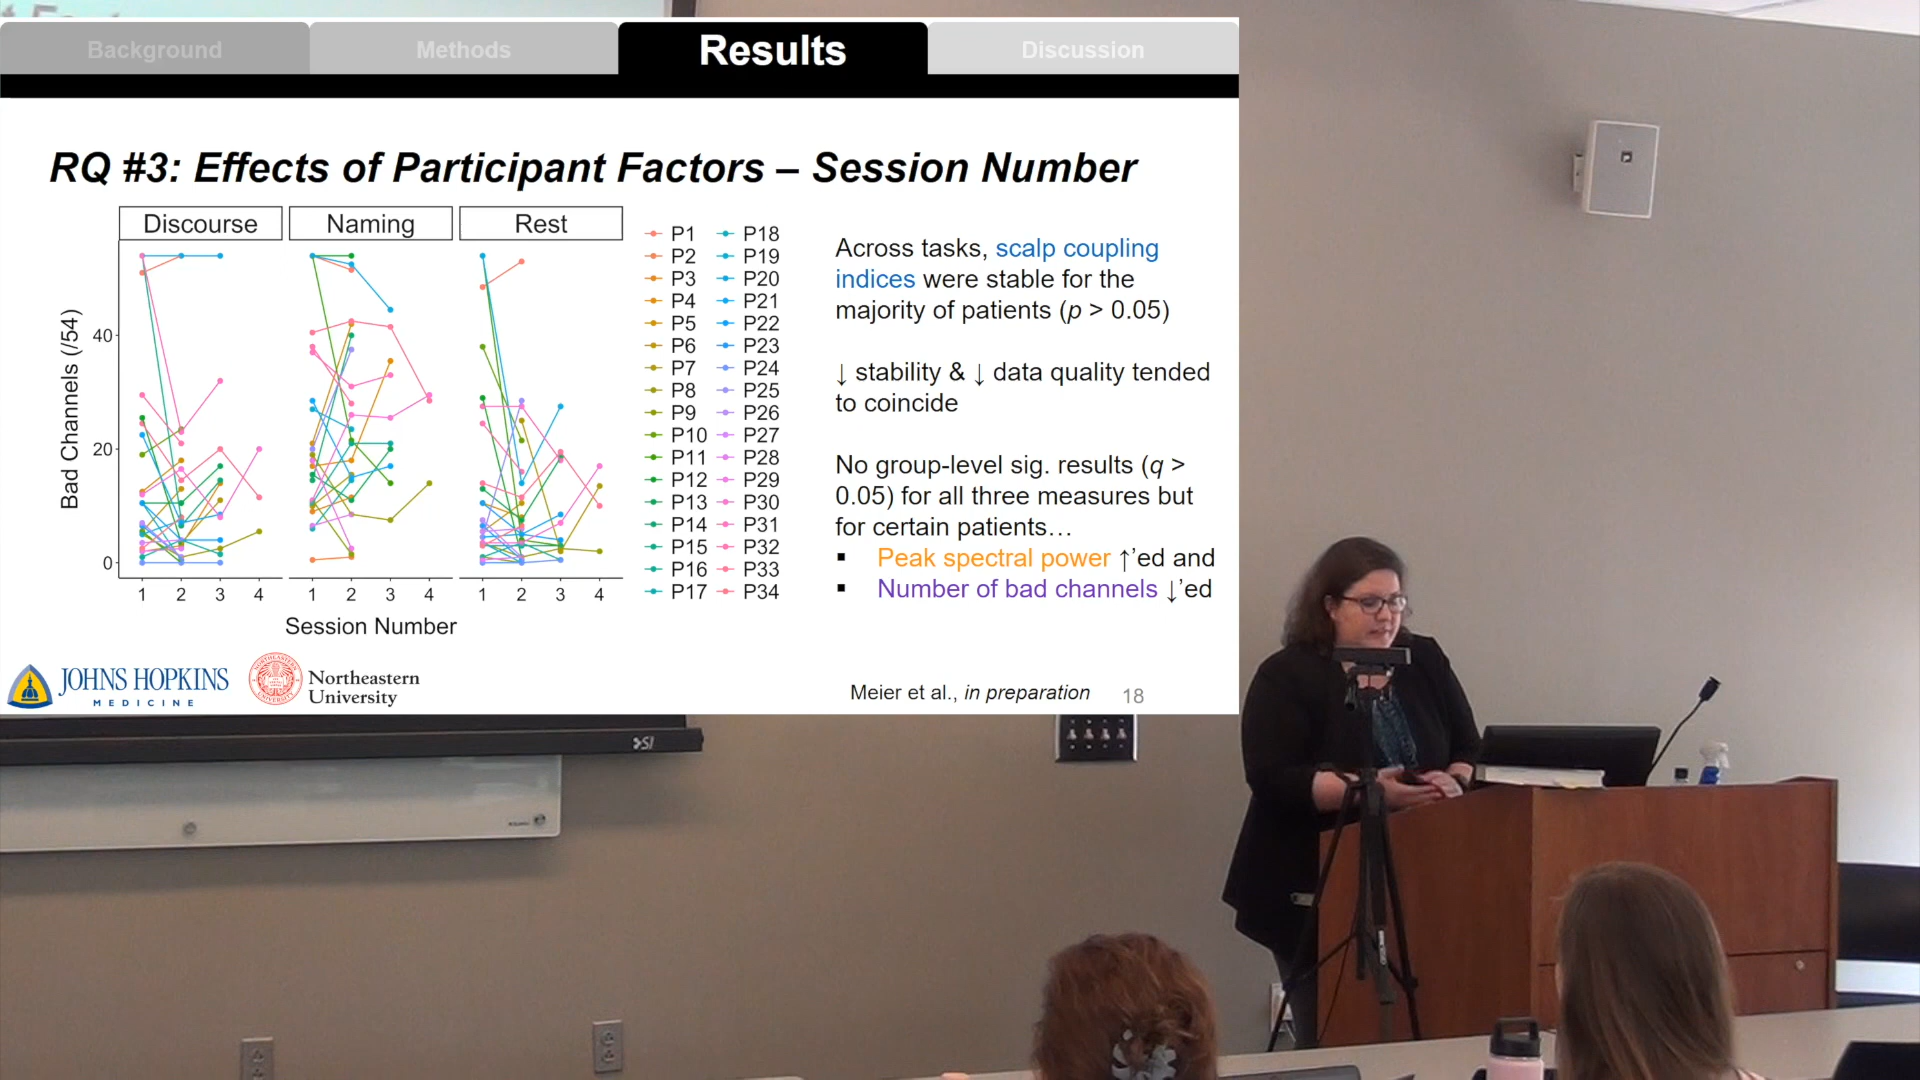 Background
Methods
Results
Discussion
RQ #3: Effects of Participant Factors – Session Number
Discourse
Naming
Rest
Bad Channels (/54)
40
20
0
1 2 3 4
1 2 3 4
1 2 3 4
Session Number
P1
P2
P3
P4
P5
P6
P7
P8
P9
P10
P11
P12
P13
P14
P15
P16
P17
P18
P19
P20
P21
P22
P23
P24
P25
P26
P27
P28
P29
P30
P31
P32
P33
P34
Across tasks, scalp coupling
indices were stable for the
majority of patients (p > 0.05)
↓ stability & ↓ data quality tended
to coincide
No group-level sig. results (q >
0.05) for all three measures but
for certain patients…
▪ Peak spectral power ↑’ed and
▪ Number of bad channels ↓’ed
JOHNS HOPKINS
MEDICINE
Northeastern
University
Meier et al., in preparation
18